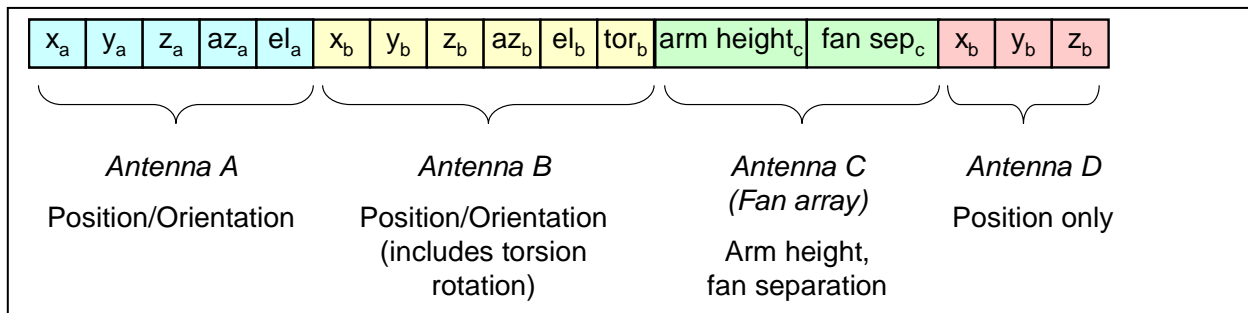 x_a y_a z_a az_a el_a x_b y_b z_b az_b el_b tor_b arm height_c fan sep_c x_b y_b z_b
Antenna A Antenna B Antenna C Antenna D
(Fan array)
Position/Orientation Position/Orientation Position only
(includes torsion Arm height,
rotation) fan separation